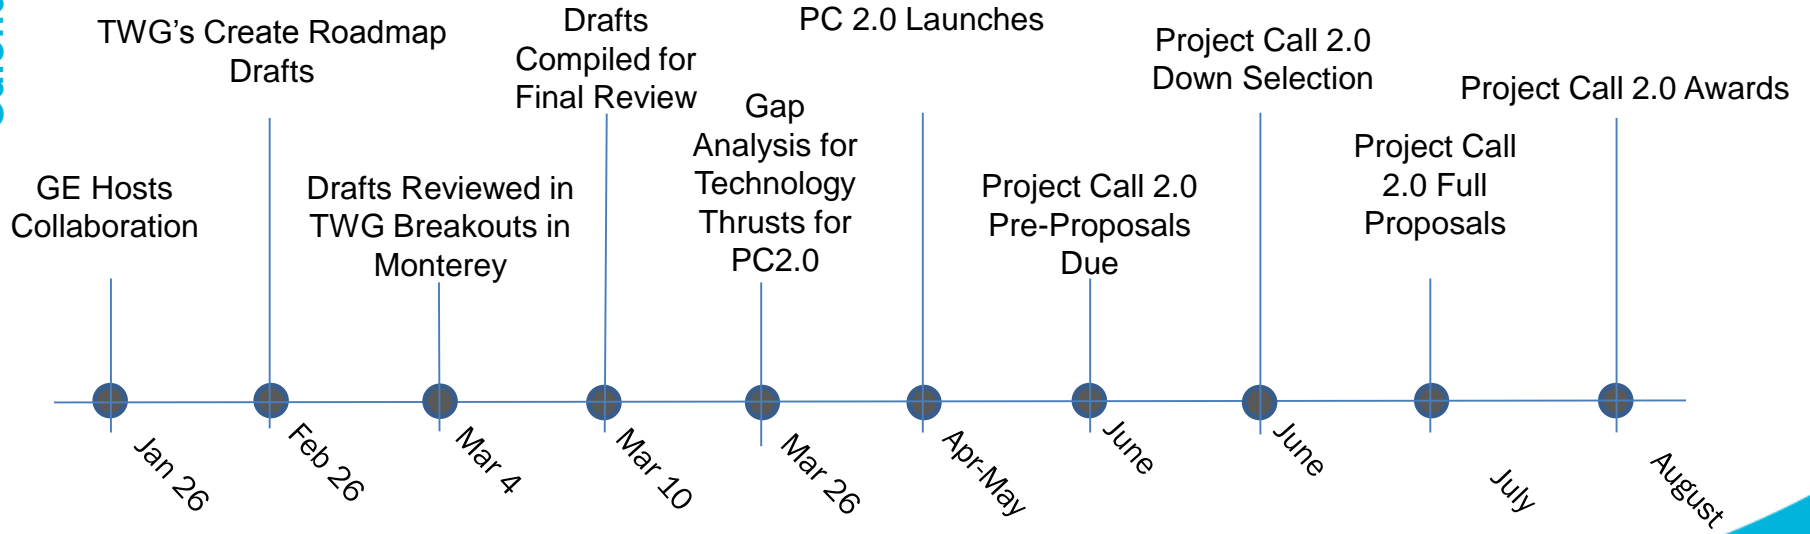 TWG's Create Roadmap
Drafts
Drafts
Compiled for
Final Review
PC 2.0 Launches
Project Call 2.0
Down Selection
Project Call 2.0 Awards
GE Hosts
Collaboration
Drafts Reviewed in
TWG Breakouts in
Monterey
Gap
Analysis for
Technology
Thrusts for
PC2.0
Project Call 2.0
Pre-Proposals
Due
Project Call
2.0 Full
Proposals
Jan 26
Feb 26
Mar 4
Mar 10
Mar 26
Apr-May
June
June
July
August